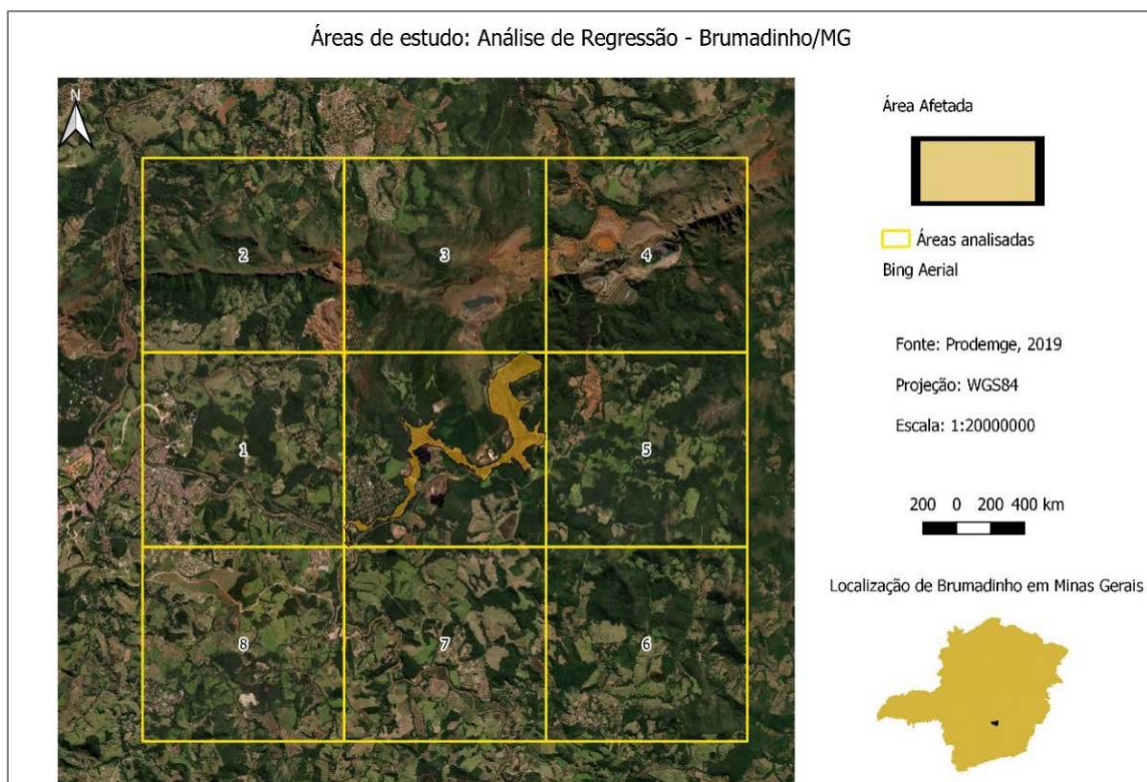 Áreas de estudo: Análise de Regressão - Brumadinho/MG
N
2
3
4
1
5
8
7
6
Área Afetada
Áreas analisadas
Bing Aerial
Fonte: Prodemge, 2019
Projeção: WGS84
Escala: 1:20000000
200 0 200 400 km
Localização de Brumadinho em Minas Gerais